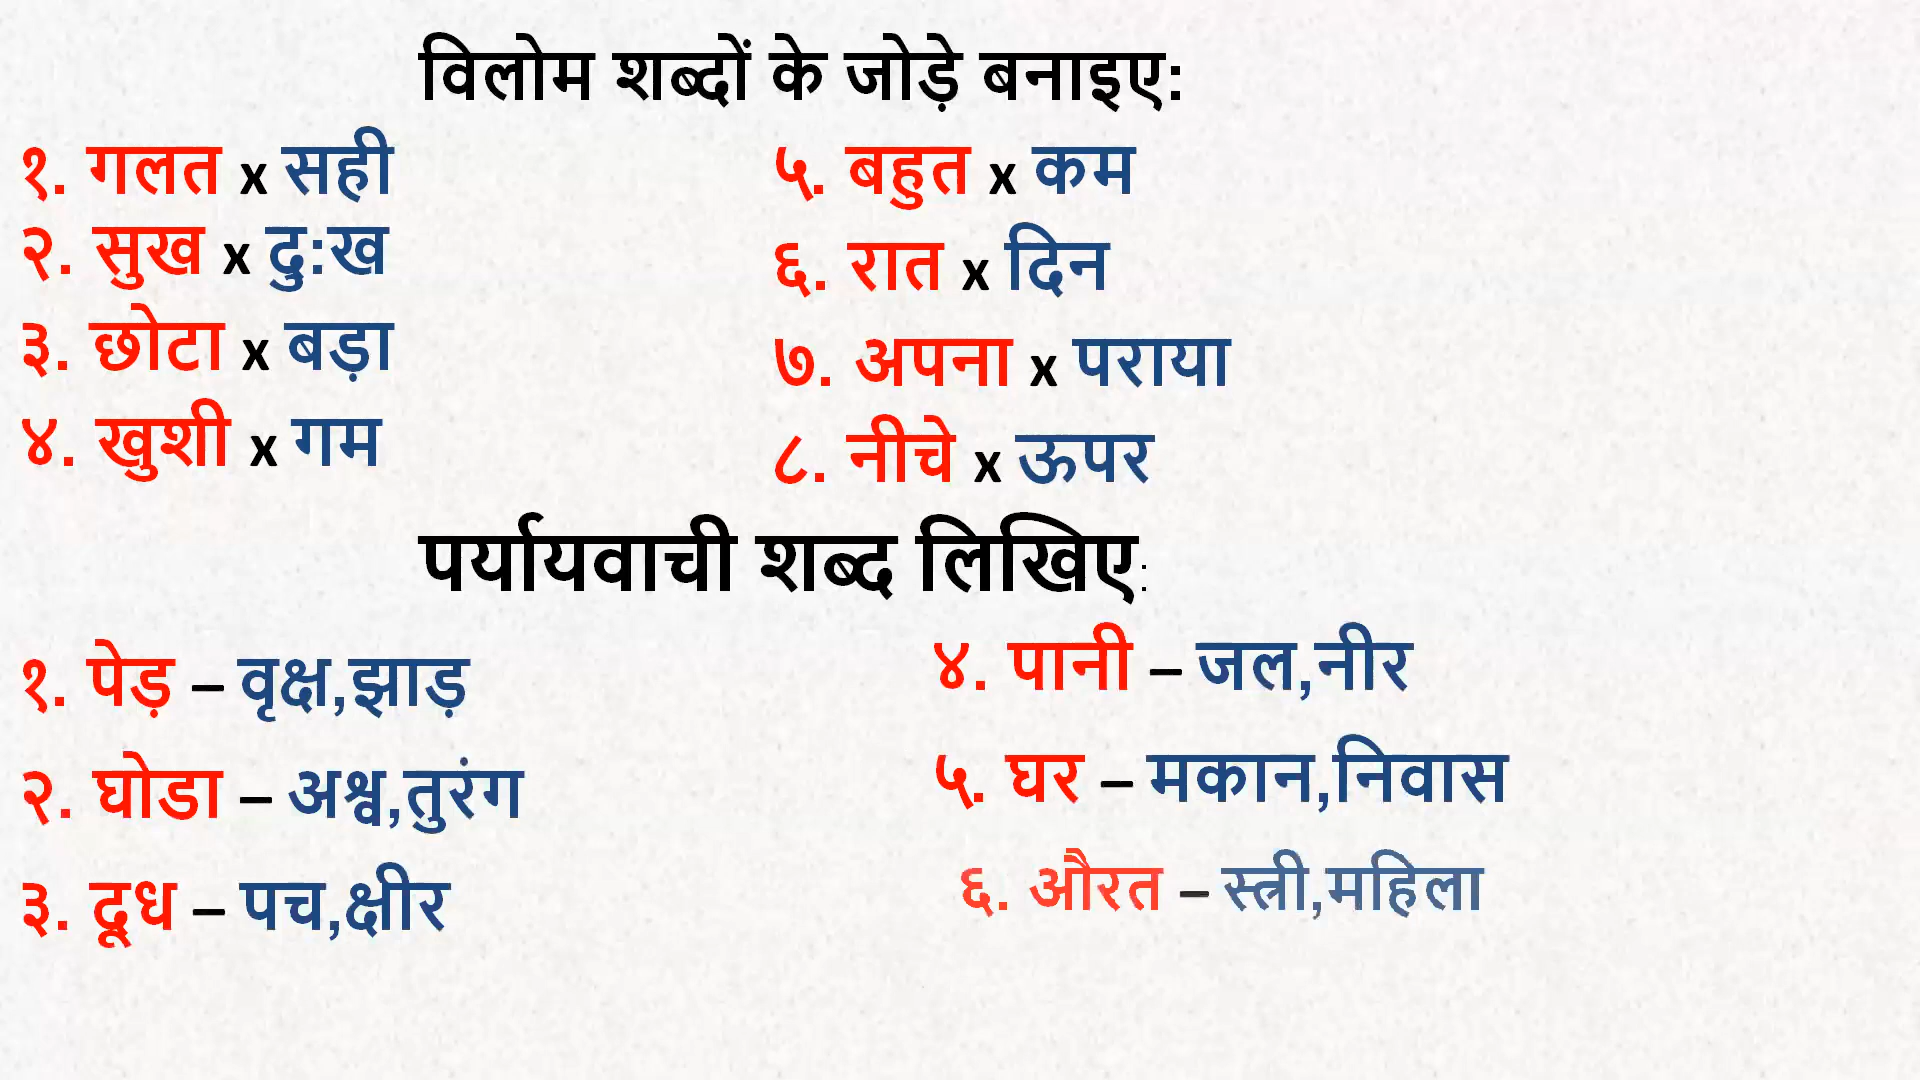 विलोम शब्दों के जोड़े बनाइए:
१. गलत x सही
२. सुख x दु:ख
३. छोटा x बड़ा
४. खुशी x गम
५. बहुत x कम
६. रात x दिन
७. अपना x पराया
८. नीचे x ऊपर
पर्यायवाची शब्द लिखिए:
१. पेड़ – वृक्ष,झाड़
२. घोडा – अश्व,तुरंग
३. दूध – पच,क्षीर
४. पानी – जल,नीर
५. घर – मकान,निवास
६. औरत – स्त्री,महिला